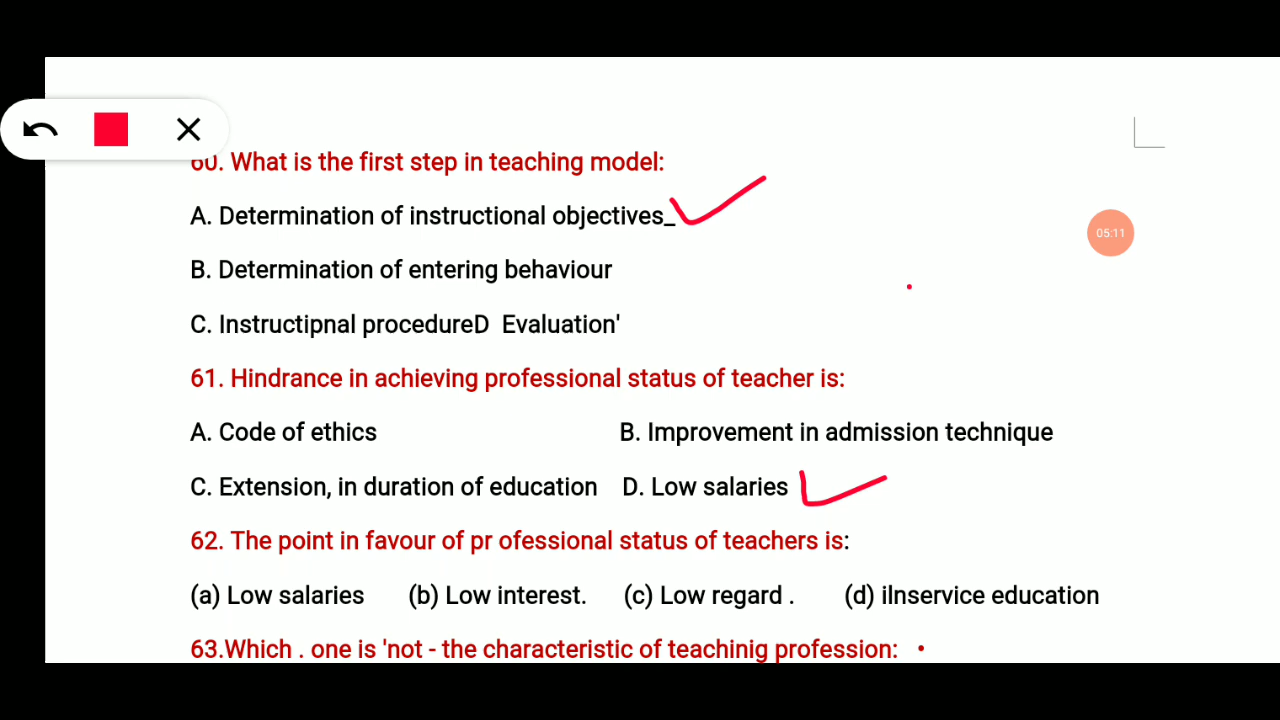 60. What is the first step in teaching model:
A. Determination of instructional objectives_
05:11
B. Determination of entering behaviour
C. Instructipnal procedureD Evaluation'
61. Hindrance in achieving professional status of teacher is:
A. Code of ethics B. Improvement in admission technique
C. Extension, in duration of education D. Low salaries
62. The point in favour of pr ofessional status of teachers is:
(a) Low salaries (b) Low interest. (c) Low regard . (d) ilnservice education
63.Which . one is 'not - the characteristic of teachinig profession: